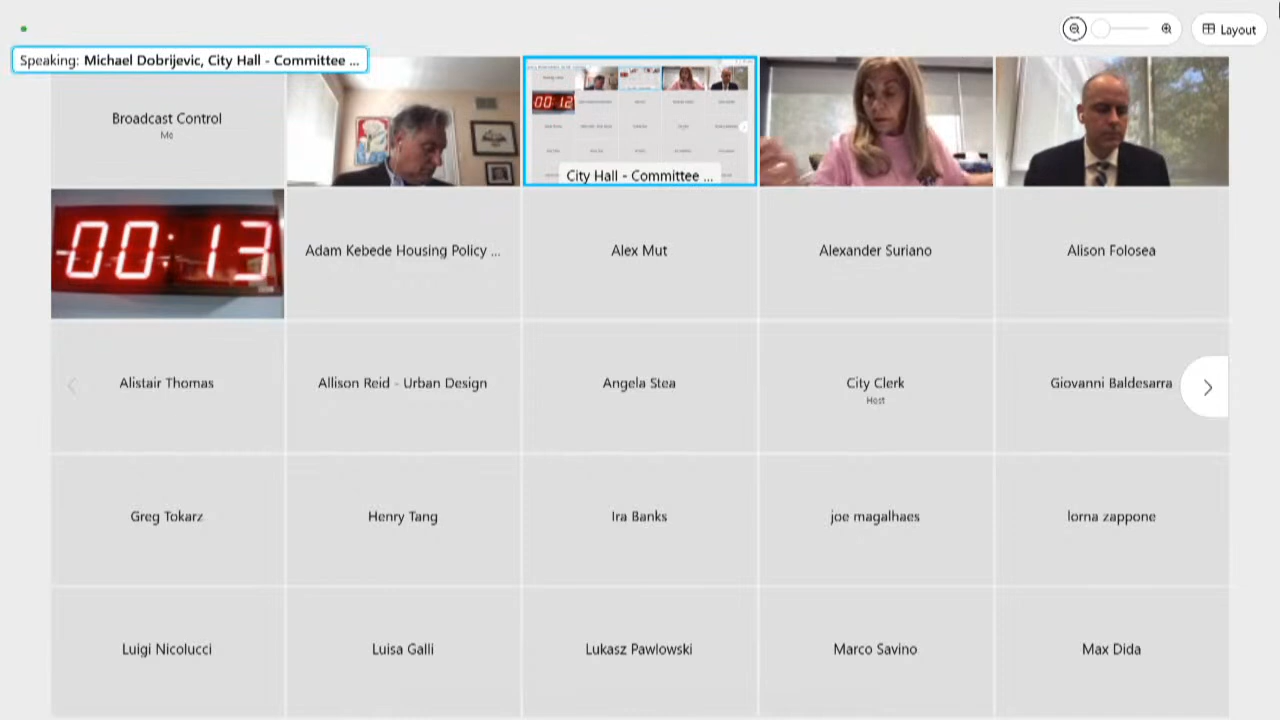 Layout
Speaking: Michael Dobrijevic, City Hall - Committee ...
Broadcast Control
Me
00:12
City Hall - Committee ...
00:13
Adam Kebede Housing Policy ...
Alex Mut
Alexander Suriano
Alison Folosea
Alistair Thomas
Allison Reid - Urban Design
Angela Stea
City Clerk
Host
Giovanni Baldesarra
Greg Tokarz
Henry Tang
Ira Banks
joe magalhaes
lorna zappone
Luigi Nicolucci
Luisa Galli
Lukasz Pawlowski
Marco Savino
Max Dida